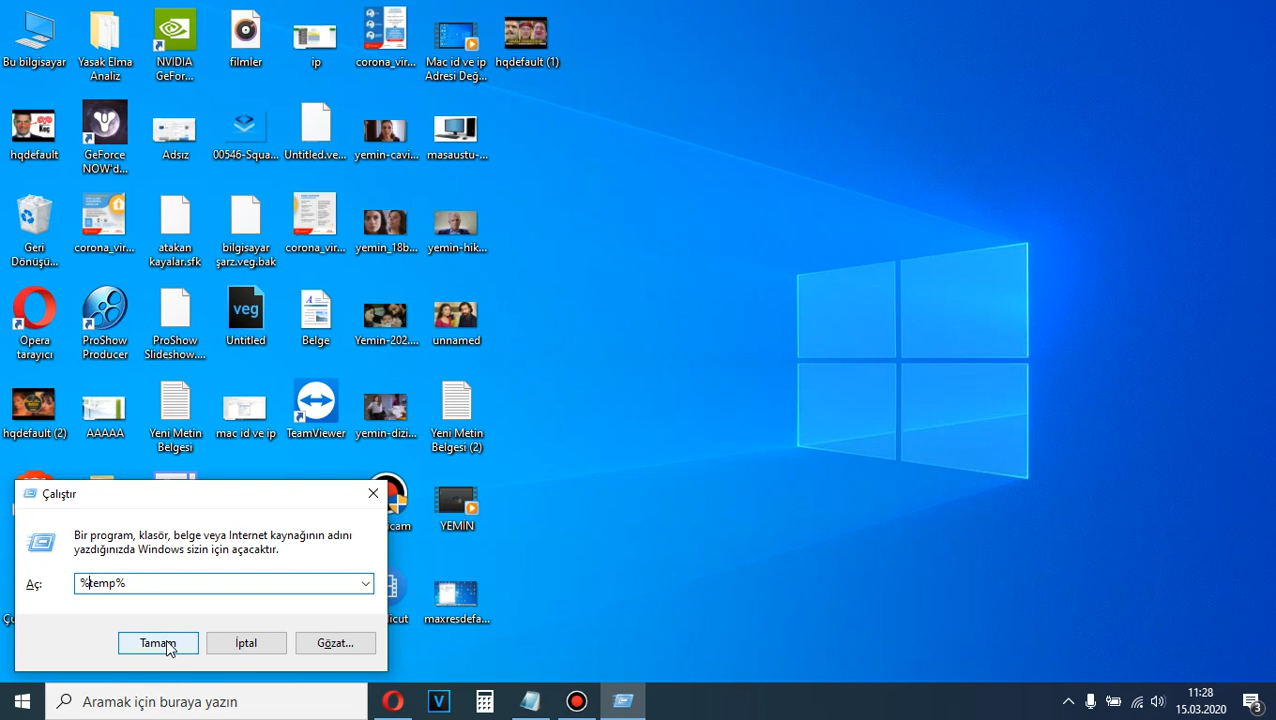 Bu bilgisayar
Yasak Elma
Analiz
NVIDIA
GeFor...
filmler
ip
corona_vir...
Mac id ve ip
Adresi Değ...
hqdefault (1)
hqdefault
GeForce
NOW'd...
Adsız
00546-Squa...
Untitled.ve...
yemin-cavi...
masaustu-...
Geri
Dönüşü...
corona_vir...
atakan
kayalar.sfk
bilgisayar
şarz.veg.bak
corona_vir...
yemin_18b...
yemin-hik...
Opera
tarayıcı
ProShow
Producer
ProShow
Slideshow....
veg
Untitled
Belge
Yemin-202...
unnamed
hqdefault (2)
AAAAA
Yeni Metin
Belgesi
mac id ve ip
TeamViewer
yemin-dizi...
Yeni Metin
Belgesi (2)
YEMİN
maxresdefa...
Çalıştır
Bir program, klasör, belge veya Internet kaynağının adını
yazdığınızda Windows sizin için açacaktır.
Aç:
%temp%
Tamam
İptal
Gözat...
Aramak için buraya yazın
V
11:28
15.03.2020
3